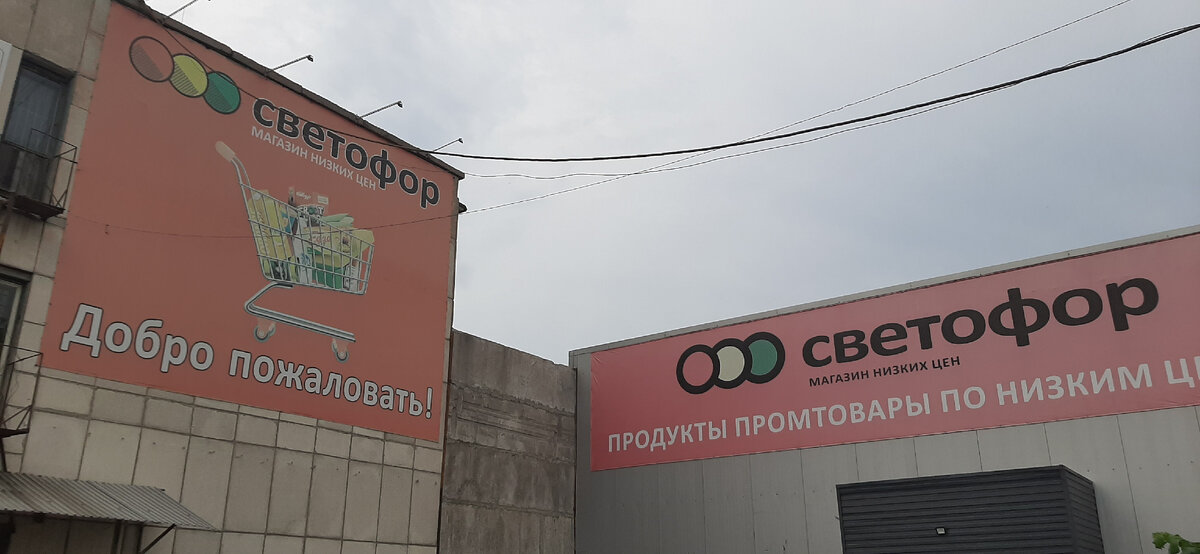 светофор
МАГАЗИН НИЗКИХ ЦЕН
Добро пожаловать!
светофор
МАГАЗИН НИЗКИХ ЦЕН
ПРОДУКТЫ ПРОМТОВАРЫ ПО НИЗКИМ